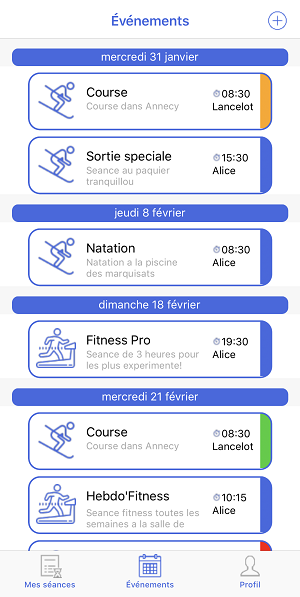 Événements
mercredi 31 janvier
Course
08:30
Course dans Annecy
Lancelot
Sortie speciale
15:30
Seance au paquier
tranquillou
Alice
jeudi 8 février
Natation
08:30
Natation a la piscine
des marquisats
Alice
dimanche 18 février
Fitness Pro
19:30
Seance de 3 heures pour
les plus experimente!
Alice
mercredi 21 février
Course
08:30
Course dans Annecy
Lancelot
Hebdo'Fitness
10:15
Seance fitness toutes les
semaines a la salle de
Alice
Mes séances
Événements
Profil